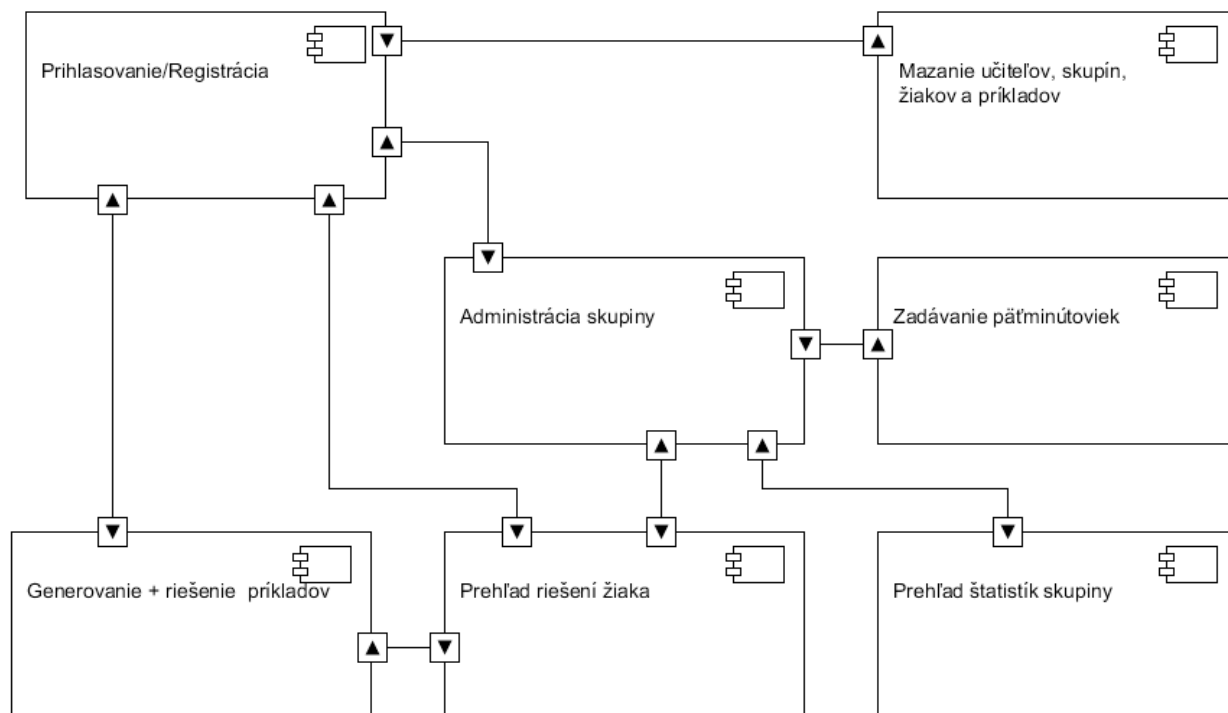 Prihlasovanie/Registrácia
Mazanie učiteľov, skupín,
žiakov a príkladov
Administrácia skupiny
Zadávanie päťminútoviek
Generovanie + riešenie  príkladov
Prehľad riešení žiaka
Prehľad štatistík skupiny